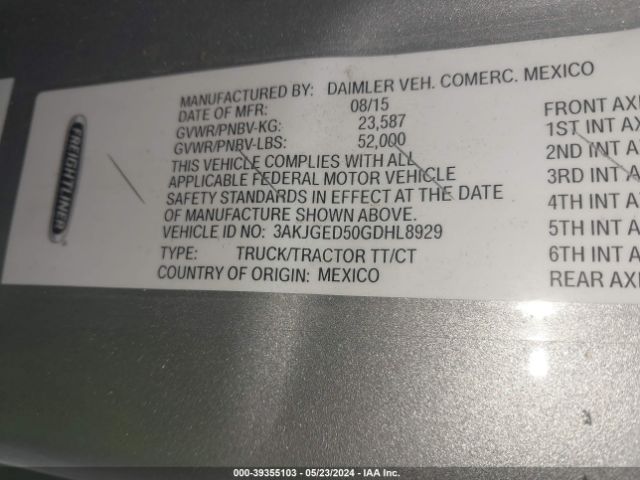 FREIGHTLINER
MANUFACTURED BY: DAIMLER VEH. COMERC. MEXICO
DATE OF MFR: 08/15
GVWR/PNBV-KG: 23,587
GVWR/PNBV-LBS: 52,000
THIS VEHICLE COMPLIES WITH ALL
APPLICABLE FEDERAL MOTOR VEHICLE
SAFETY STANDARDS IN EFFECT AT THE DATE
OF MANUFACTURE SHOWN ABOVE.
VEHICLE ID NO: 3AKJGED50GDHL8929
TYPE: TRUCK/TRACTOR TT/CT
COUNTRY OF ORIGIN: MEXICO
FRONT AXI
1ST INT AX
2ND INT A
3RD INT A
4TH INT A
5TH INT A
6TH INT A
REAR AXI
000-39355103 - 05/23/2024 - IAA Inc.